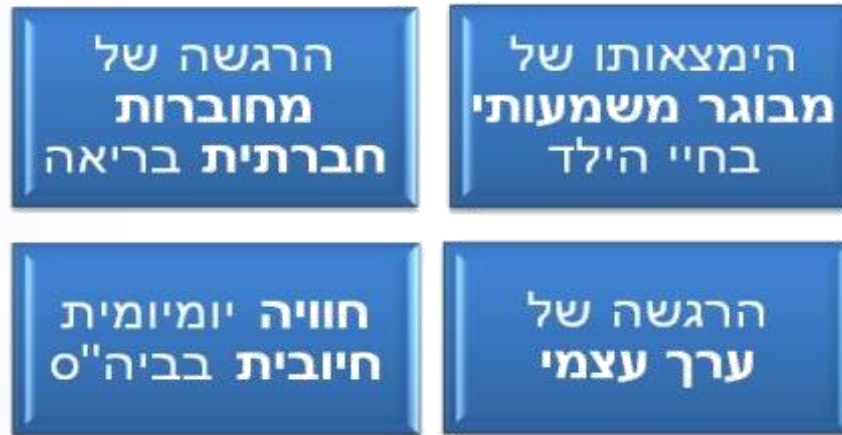 הימצאותו של
מבוגר משמעותי
בחיי הילד
הרגשה של
מחוברות
חברתית בריאה
הרגשה של
ערך עצמי
חוויה יומיומית
חיובית בביה"ס